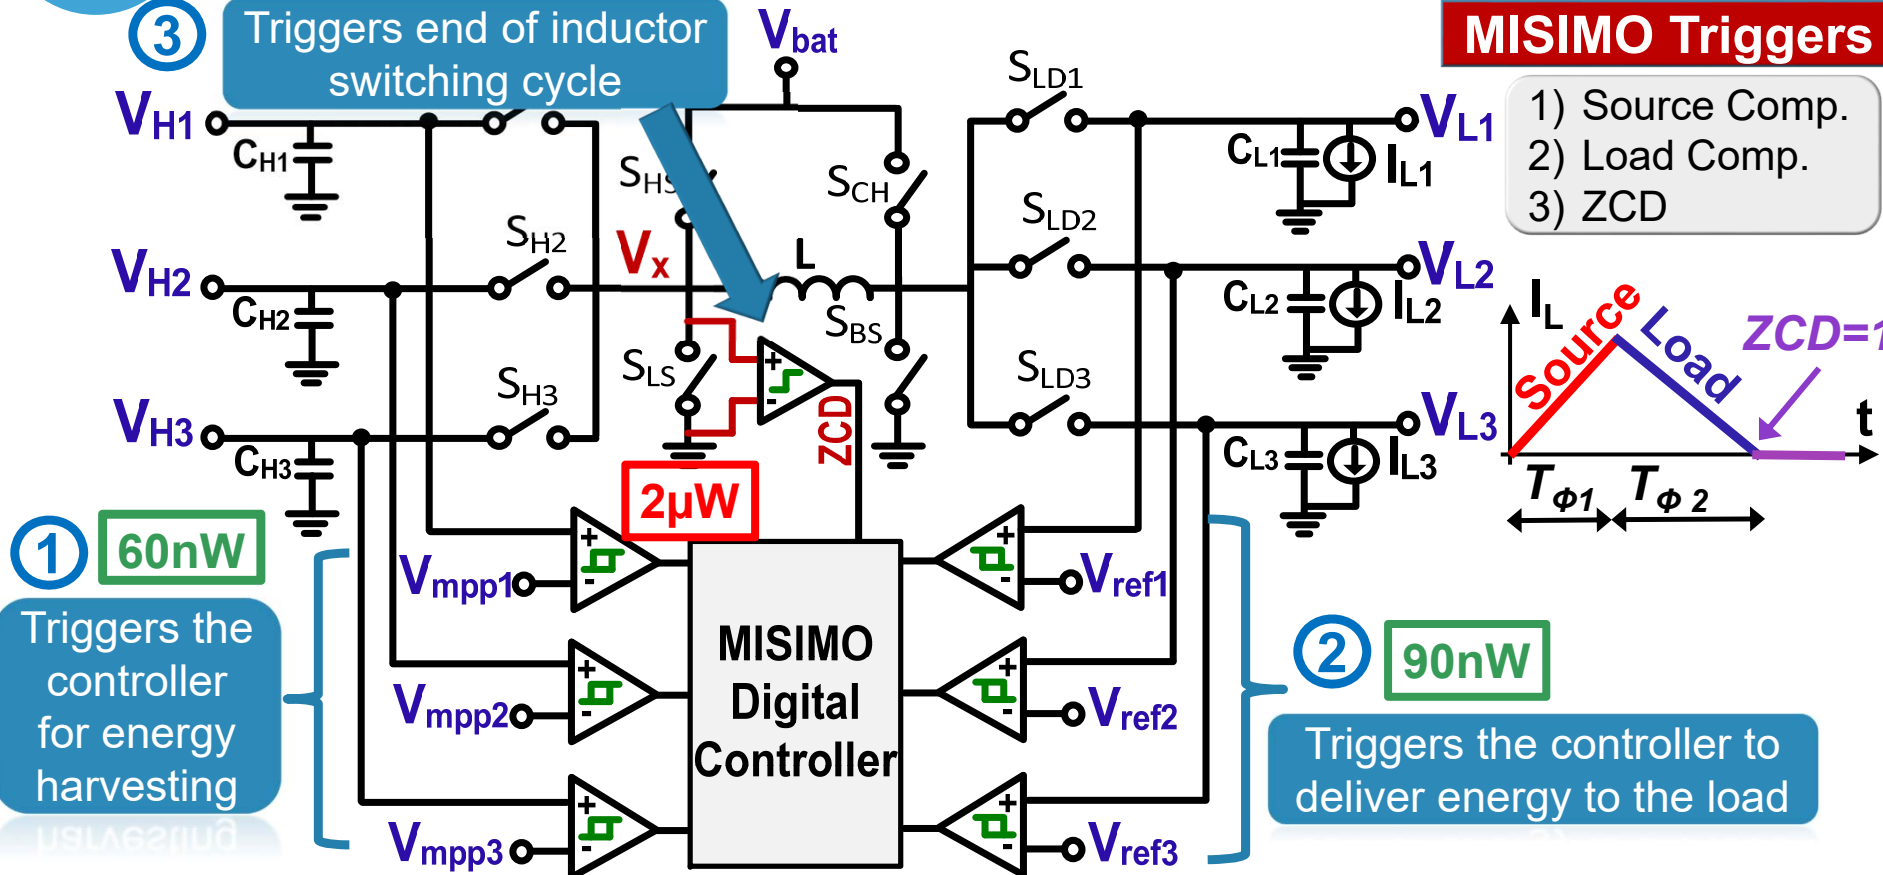 3
Triggers end of inductor
switching cycle
MISIMO Triggers
1) Source Comp.
2) Load Comp.
3) ZCD
Vbat
VH1
CH1
VH2
CH2
SH2
VH3
CH3
SH3
SHS
SCH
Vx
L
SBS
SLS
+
-
ZCD
SLD1
SLD2
SLD3
CL1
IL1
VL1
CL2
IL2
VL2
CL3
IL3
VL3
IL
Source
Load
ZCD=1
t
TΦ1
TΦ 2
2µW
1
60nW
Triggers the
controller
for energy
harvesting
+
-
Vmpp1
+
-
Vmpp2
+
-
Vmpp3
MISIMO
Digital
Controller
+
-
Vref1
+
-
Vref2
+
-
Vref3
2
90nW
Triggers the controller to
deliver energy to the load